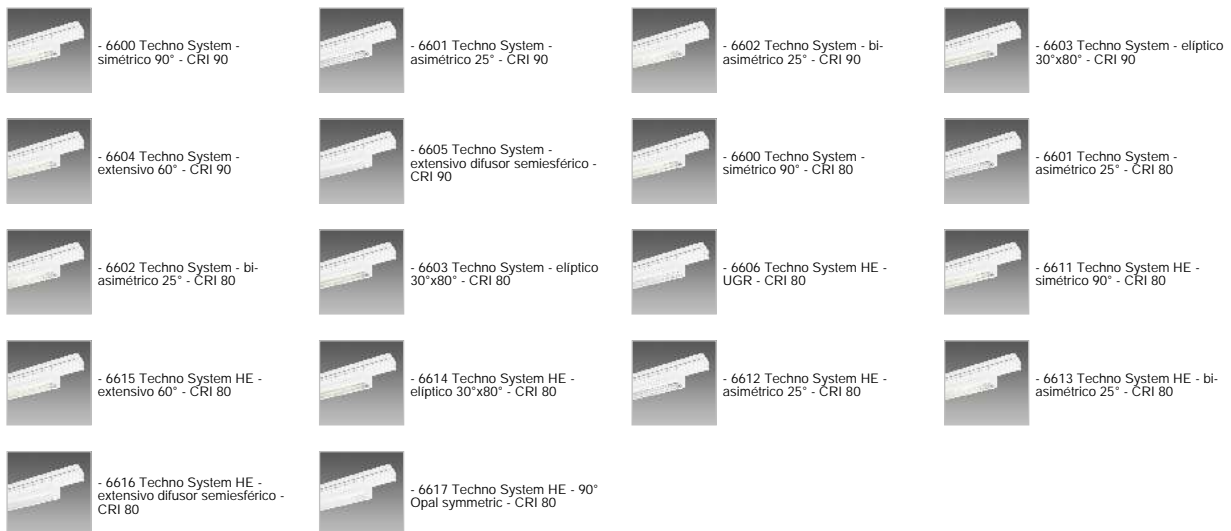 - 6600 Techno System -
simétrico 90° - CRI 90
- 6601 Techno System -
asimétrico 25° - CRI 90
- 6602 Techno System - bi-
asimétrico 25° - CRI 90
- 6603 Techno System - elíptico
30°x80° - CRI 90
- 6604 Techno System -
extensivo 60° - CRI 90
- 6605 Techno System -
extensivo difusor semiesférico -
CRI 90
- 6600 Techno System -
simétrico 90° - CRI 80
- 6601 Techno System -
asimétrico 25° - CRI 80
- 6602 Techno System - bi-
asimétrico 25° - CRI 80
- 6603 Techno System - elíptico
30°x80° - CRI 80
- 6606 Techno System HE -
UGR - CRI 80
- 6611 Techno System HE -
simétrico 90° - CRI 80
- 6615 Techno System HE -
extensivo 60° - CRI 80
- 6614 Techno System HE -
elíptico 30°x80° - CRI 80
- 6612 Techno System HE -
asimétrico 25° - CRI 80
- 6613 Techno System HE - bi-
asimétrico 25° - CRI 80
- 6616 Techno System HE -
extensivo difusor semiesférico -
CRI 80
- 6617 Techno System HE - 90°
Opal symmetric - CRI 80